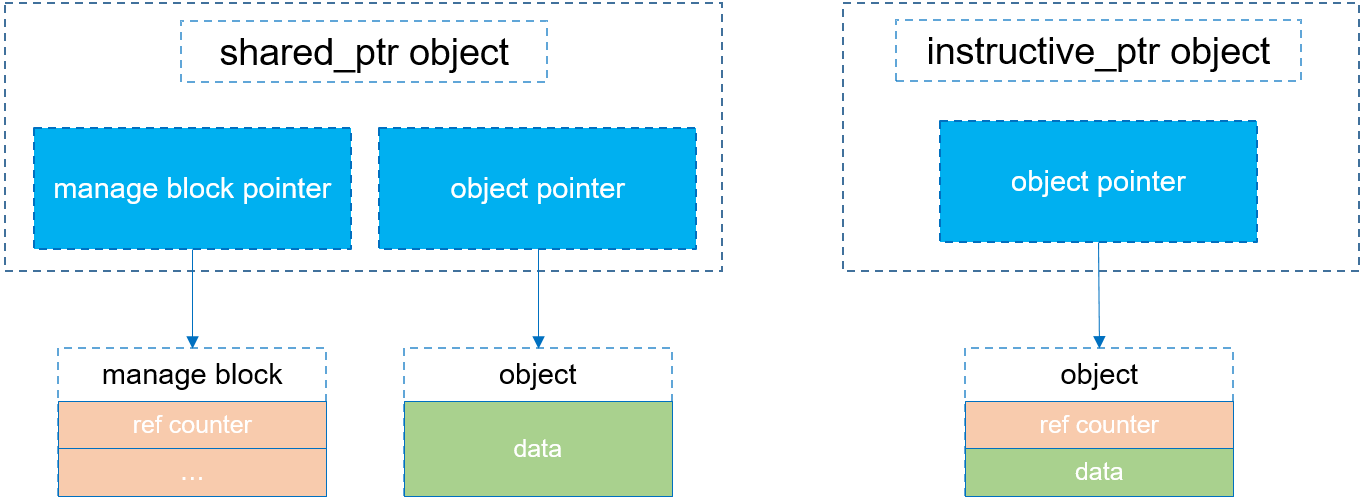 shared_ptr object
manage block pointer
object pointer
manage block
ref counter
...
object
data
instructive_ptr object
object pointer
object
ref counter
data